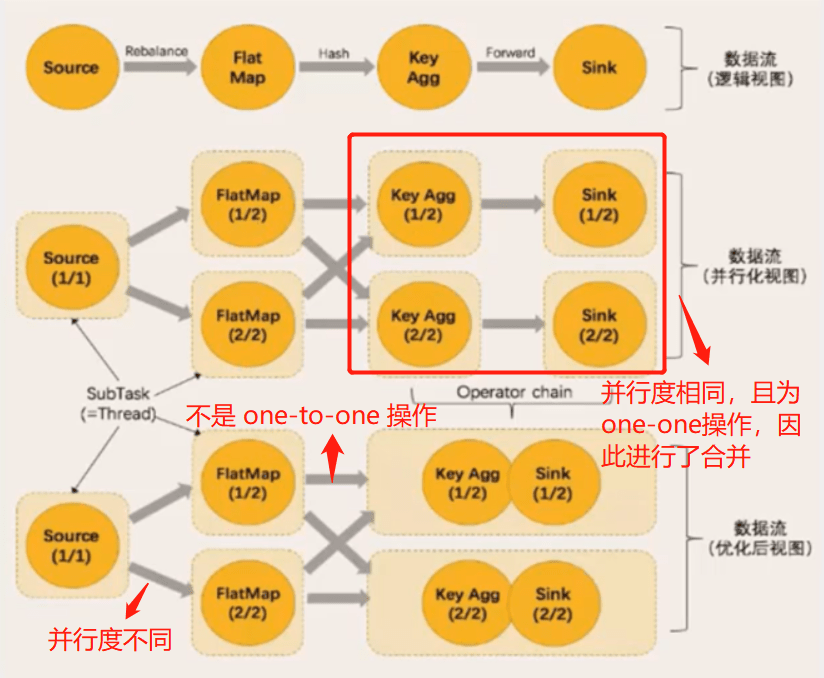 Rebalance
Hash
Forward
Source
Flat
Map
Key
Agg
Sink
数据流
(逻辑视图)
FlatMap
(1/2)
Key Agg
(1/2)
Sink
(1/2)
Source
(1/1)
数据流
(并行化视图)
FlatMap
(2/2)
Key Agg
(2/2)
Sink
(2/2)
SubTask
(=Thread)
Operator chain
并行度相同，且为
one-one操作，因
此进行了合并
不是 one-to-one 操作
FlatMap
(1/2)
Key Agg
(1/2)
Sink
(1/2)
Source
(1/1)
数据流
(优化后视图)
FlatMap
(2/2)
Key Agg
(2/2)
Sink
(2/2)
并行度不同